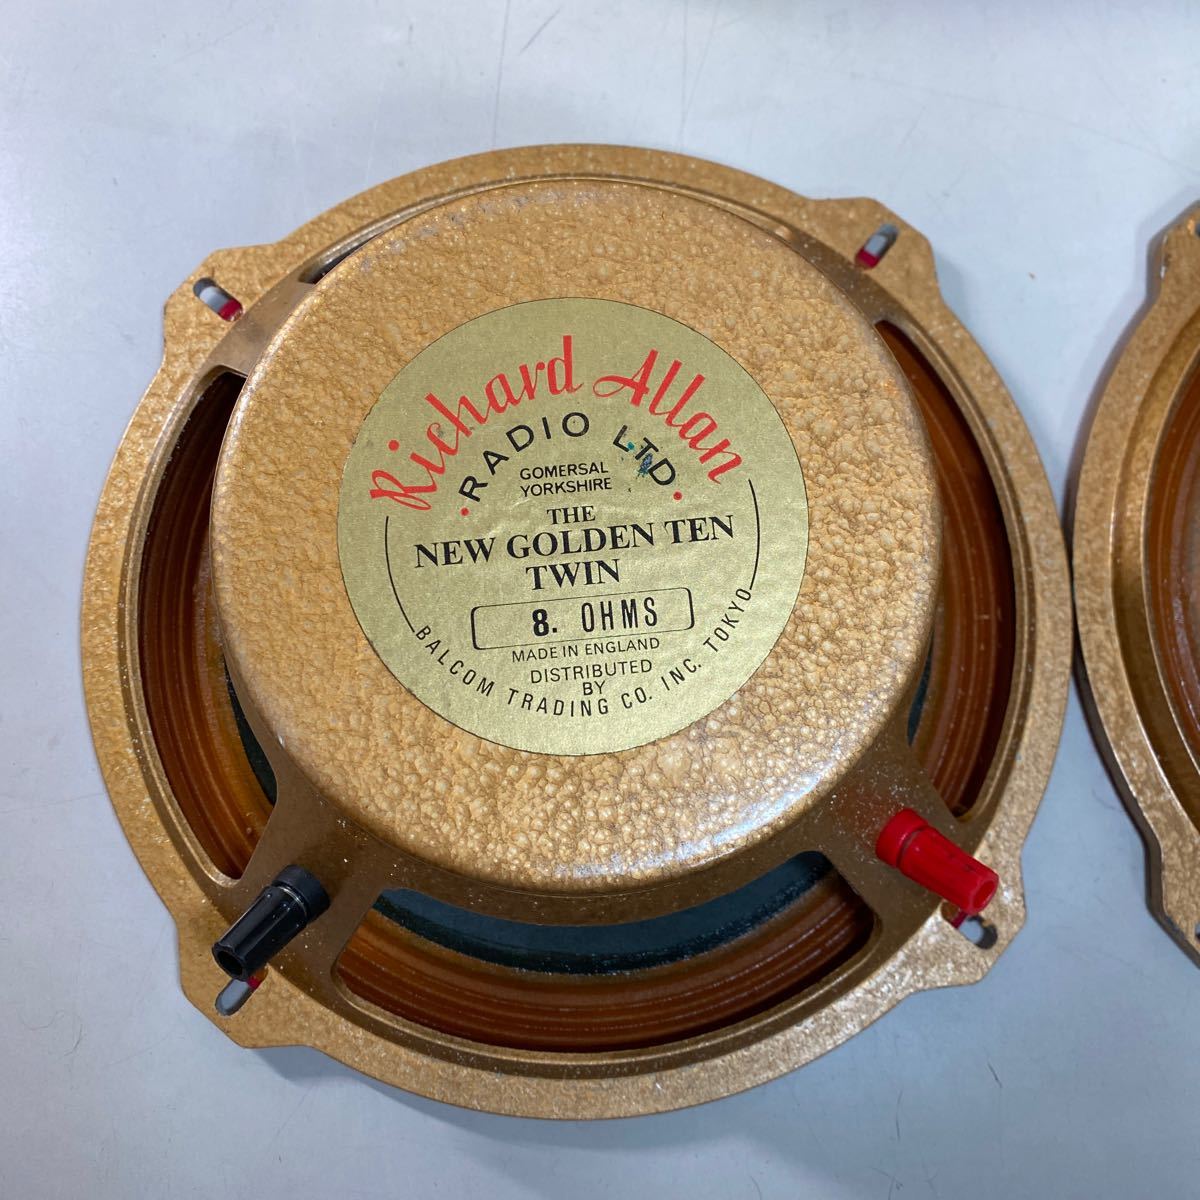 Richard Allan
• RADIO LTD •
GOMERSAL
YORKSHIRE
THE
NEW GOLDEN TEN
TWIN
8. OHMS
MADE IN ENGLAND
DISTRIBUTED
BY
BALCOM TRADING CO. INC. TOKYO